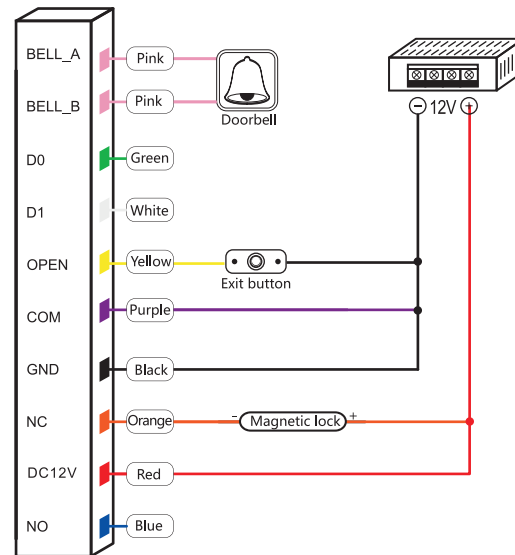 BELL_A Pink
BELL_B Pink
Doorbell
− 12V +
D0 Green
D1 White
OPEN Yellow
Exit button
COM Purple
GND Black
NC Orange - Magnetic lock +
DC12V Red
NO Blue